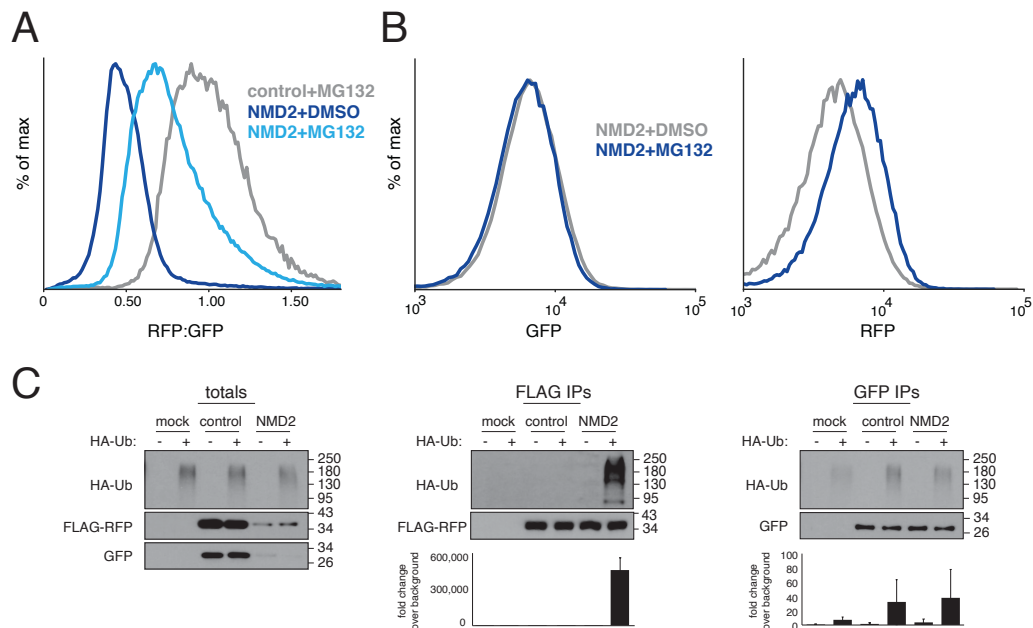 A
control+MG132
NMD2+DMSO
NMD2+MG132
% of max
0
0.50
1.00
1.50
RFP:GFP
B
NMD2+DMSO
NMD2+MG132
% of max
10³
10⁴
10⁵
GFP
10³
10⁴
10⁵
RFP
C
totals
mock control NMD2
HA-Ub: - + - + - +
HA-Ub
250
180
130
95
FLAG-RFP
43
34
GFP
34
26
FLAG IPs
mock control NMD2
HA-Ub: - + - + - +
HA-Ub
250
180
130
95
FLAG-RFP
43
34
fold change
over background
600,000
300,000
0
GFP IPs
mock control NMD2
HA-Ub: - + - + - +
HA-Ub
250
180
130
95
GFP
34
26
fold change
over background
100
80
60
40
20
0